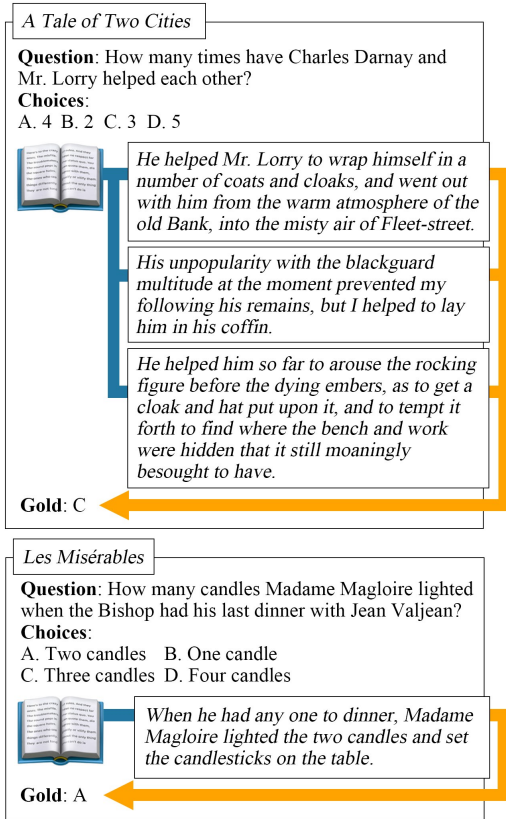 A Tale of Two Cities
Question: How many times have Charles Darnay and
Mr. Lorry helped each other?
Choices:
A. 4 B. 2 C. 3 D. 5
He helped Mr. Lorry to wrap himself in a
number of coats and cloaks, and went out
with him from the warm atmosphere of the
old Bank, into the misty air of Fleet-street.
His unpopularity with the blackguard
multitude at the moment prevented my
following his remains, but I helped to lay
him in his coffin.
He helped him so far to arouse the rocking
figure before the dying embers, as to get a
cloak and hat put upon it, and to tempt it
forth to find where the bench and work
were hidden that it still moaningly
besought to have.
Gold: C
Les Misérables
Question: How many candles Madame Magloire lighted
when the Bishop had his last dinner with Jean Valjean?
Choices:
A. Two candles B. One candle
C. Three candles D. Four candles
When he had any one to dinner, Madame
Magloire lighted the two candles and set
the candlesticks on the table.
Gold: A